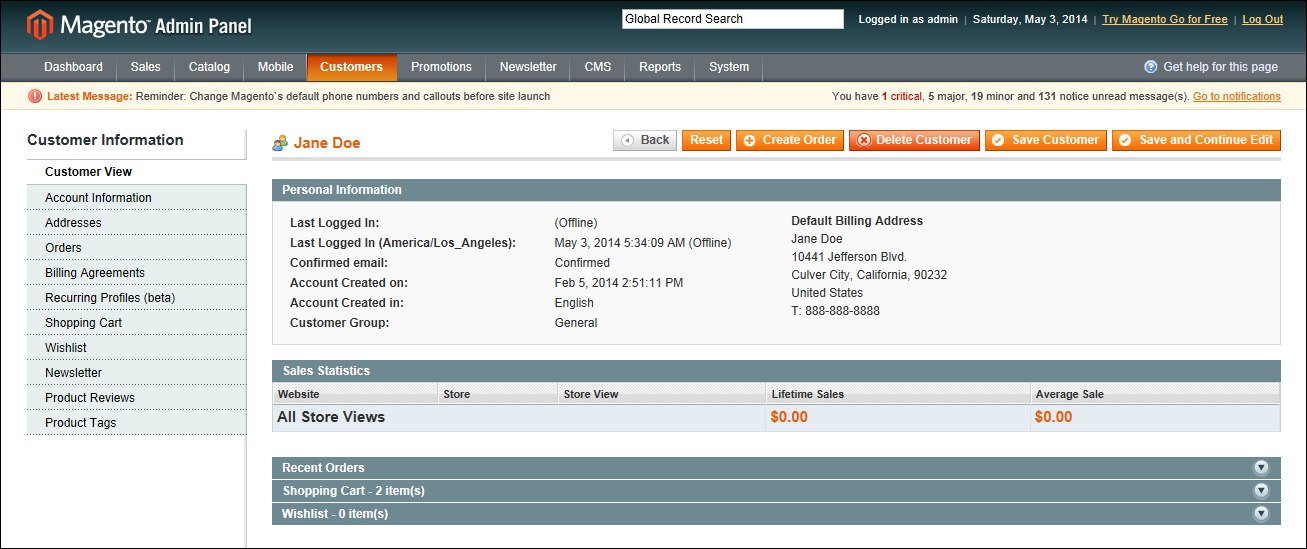 Magento™ Admin Panel
Global Record Search
Logged in as admin | Saturday, May 3, 2014 | Try Magento Go for Free | Log Out
Dashboard Sales Catalog Mobile Customers Promotions Newsletter CMS Reports System Get help for this page
Latest Message: Reminder: Change Magento`s default phone numbers and callouts before site launch
You have 1 critical, 5 major, 19 minor and 131 notice unread message(s). Go to notifications
Customer Information
Customer View
Account Information
Addresses
Orders
Billing Agreements
Recurring Profiles (beta)
Shopping Cart
Wishlist
Newsletter
Product Reviews
Product Tags
Jane Doe
Back Reset Create Order Delete Customer Save Customer Save and Continue Edit
Personal Information
Last Logged In: (Offline)
Last Logged In (America/Los_Angeles): May 3, 2014 5:34:09 AM (Offline)
Confirmed email: Confirmed
Account Created on: Feb 5, 2014 2:51:11 PM
Account Created in: English
Customer Group: General
Default Billing Address
Jane Doe
10441 Jefferson Blvd.
Culver City, California, 90232
United States
T: 888-888-8888
Sales Statistics
Website Store Store View Lifetime Sales Average Sale
All Store Views $0.00 $0.00
Recent Orders
Shopping Cart - 2 item(s)
Wishlist - 0 item(s)